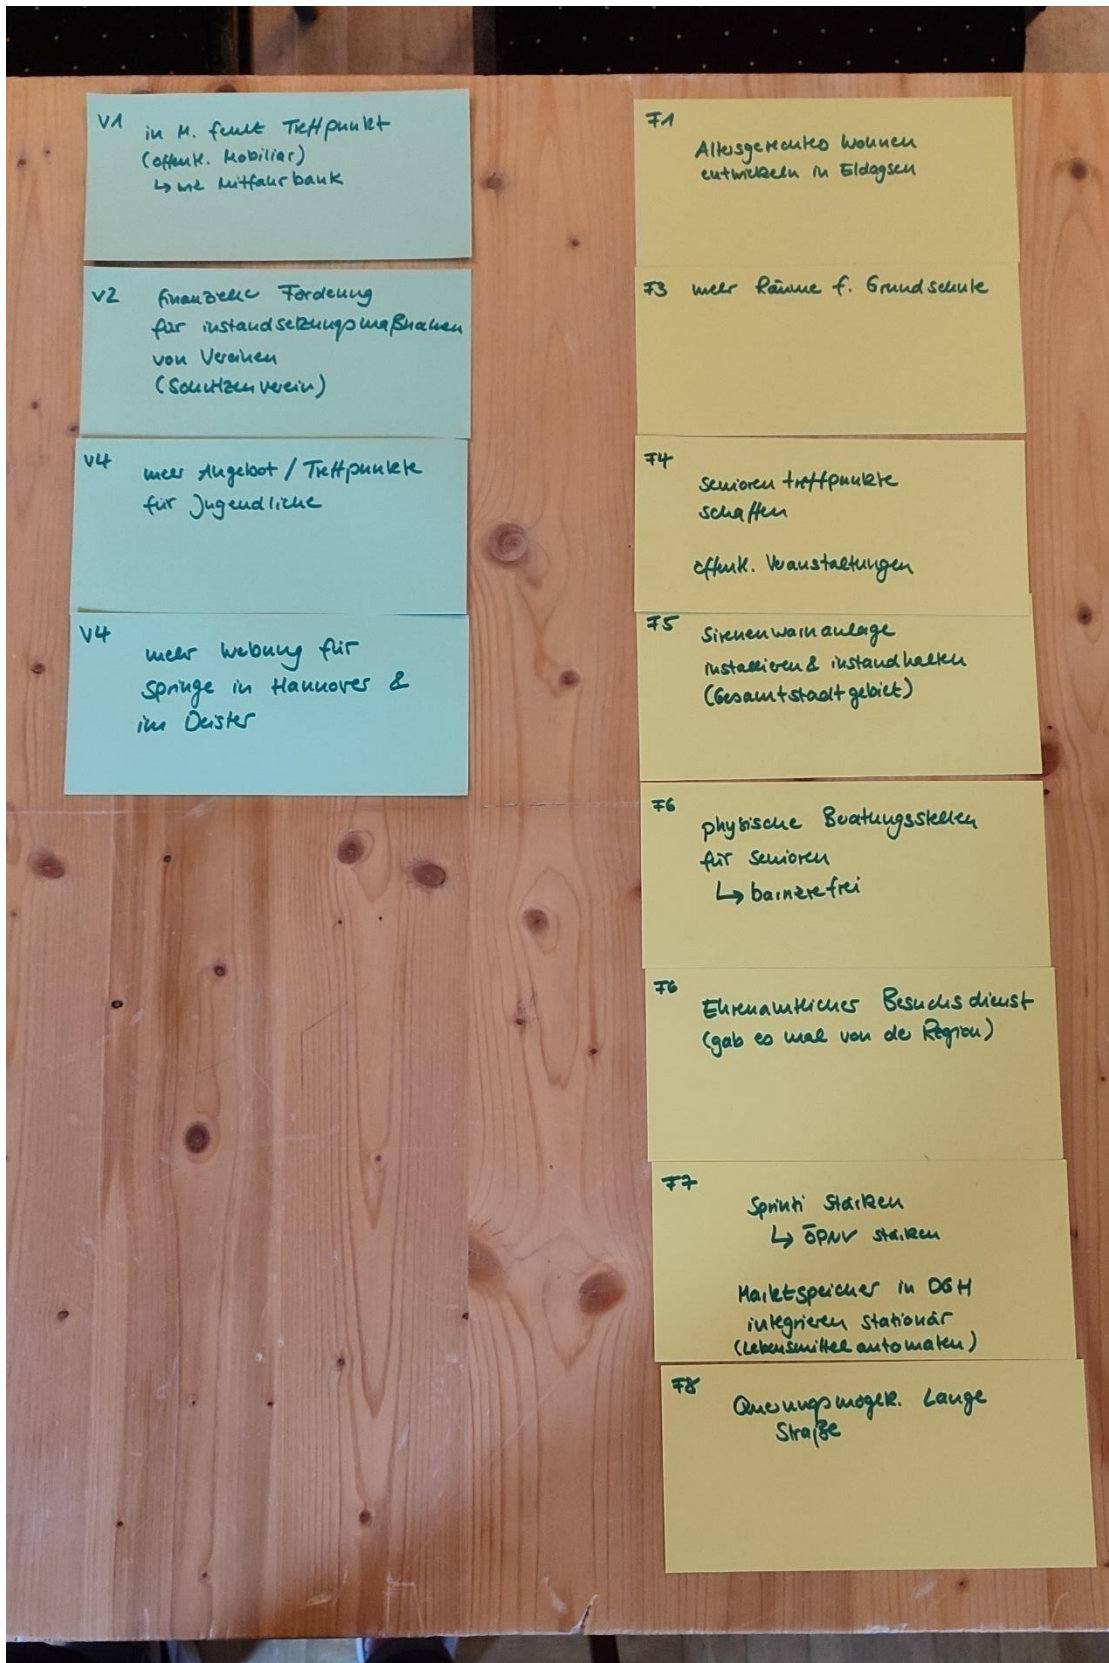 V1
in M. fehlt Treffpunkt
(öffentl. Mobiliar)
↳ wie Mitfahrbank
V2
finanzielle Förderung
für instandsetzungsmaßnahmen
von Vereinen
(Schützenverein)
V4
mehr Angebot / Treffpunkte
für Jugendliche
V4
mehr Werbung für
Springe in Hannover &
im Deister
F1
Altersgerechtes Wohnen
entwickeln in Eldagsen
F3
mehr Räume f. Grundschule
F4
Seniorentreffpunkte
schaffen
öffentl. Veranstaltungen
F5
Sirenenwarnanlage
installieren & instandhalten
(Gesamtstadtgebiet)
F6
physische Beratungsstellen
für Senioren
↳ barrierefrei
F6
Ehrenamtlicher Besuchsdienst
(gab es mal von der Region)
F7
Sprinti stärken
↳ ÖPNV stärken
Marktspeicher in DGH
integrieren stationär
(Lebensmittelautomaten)
F8
Querungsmögl. Lange
Straße